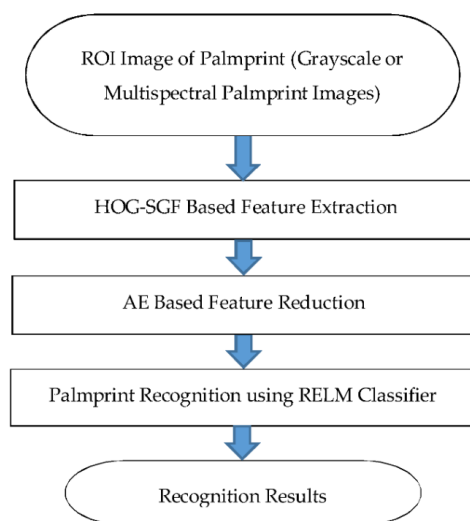 ROI Image of Palmprint (Grayscale or
Multispectral Palmprint Images)
HOG-SGF Based Feature Extraction
AE Based Feature Reduction
Palmprint Recognition using RELM Classifier
Recognition Results